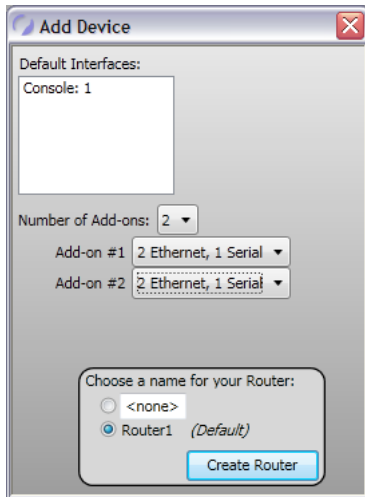 Add Device
Default Interfaces:
Console: 1
Number of Add-ons: 2
Add-on #1 2 Ethernet, 1 Serial
Add-on #2 2 Ethernet, 1 Serial
Choose a name for your Router:
<none>
Router1 (Default)
Create Router